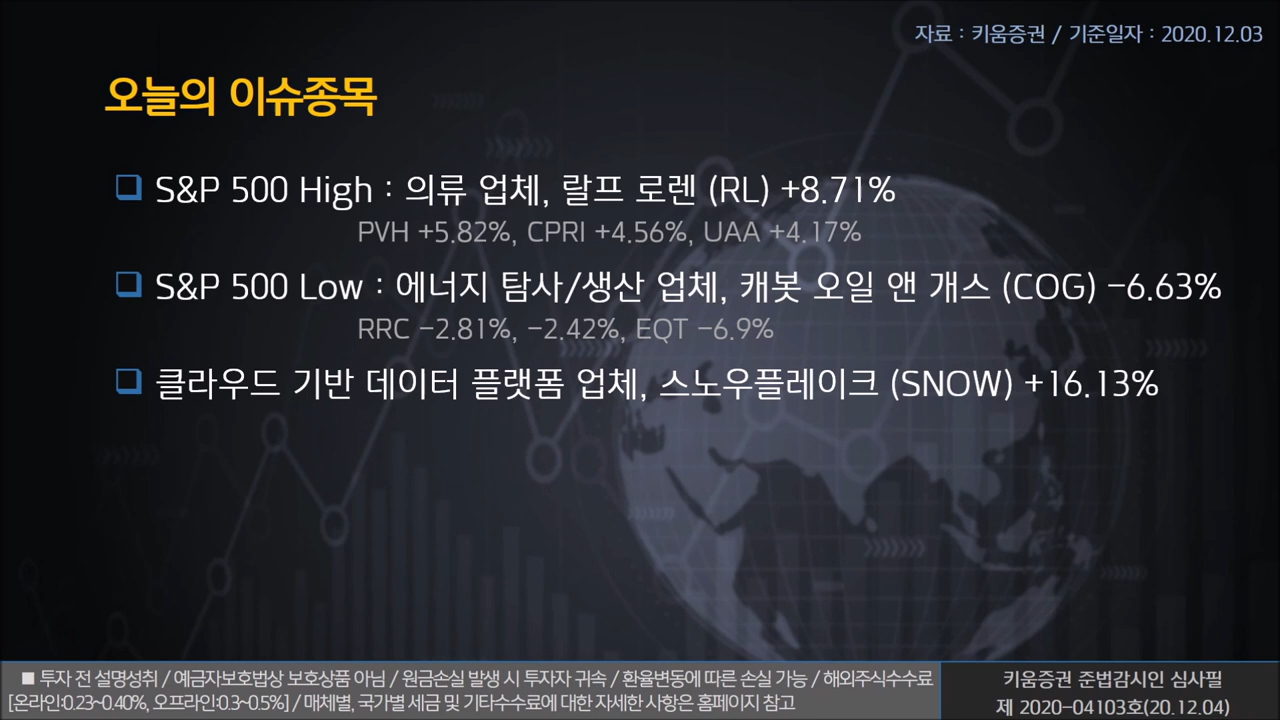 자료 : 키움증권 / 기준일자 : 2020.12.03
오늘의 이슈종목
❑ S&P 500 High : 의류 업체, 랄프 로렌 (RL) +8.71%
PVH +5.82%, CPRI +4.56%, UAA +4.17%
❑ S&P 500 Low : 에너지 탐사/생산 업체, 캐봇 오일 앤 개스 (COG) -6.63%
RRC -2.81%, -2.42%, EQT -6.9%
❑ 클라우드 기반 데이터 플랫폼 업체, 스노우플레이크 (SNOW) +16.13%
■ 투자 전 설명성취 / 예금자보호법상 보호상품 아님 / 원금손실 발생 시 투자자 귀속 / 환율변동에 따른 손실 가능 / 해외주식수수료
[온라인:0.23~0.40%, 오프라인:0.3~0.5%] / 매체별, 국가별 세금 및 기타수수료에 대한 자세한 사항은 홈페이지 참고
키움증권 준법감시인 심사필
제 2020-04103호(20.12.04)